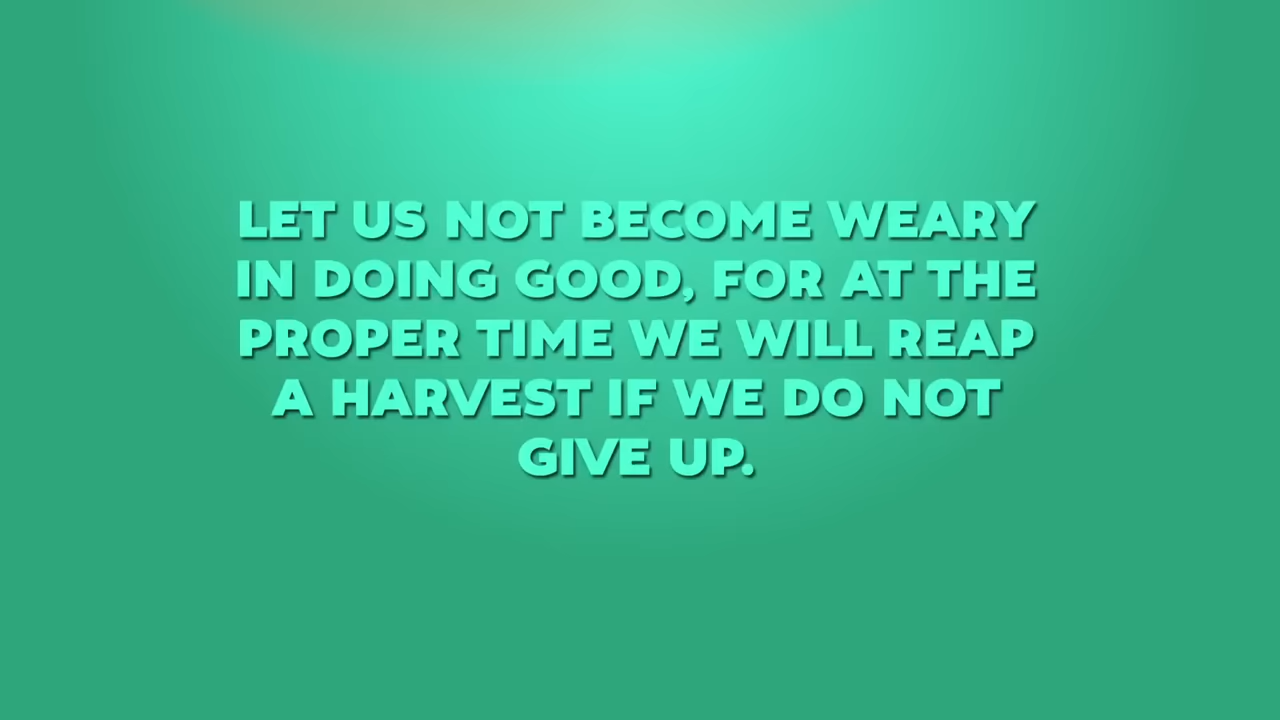 LET US NOT BECOME WEARY
IN DOING GOOD, FOR AT THE
PROPER TIME WE WILL REAP
A HARVEST IF WE DO NOT
GIVE UP.